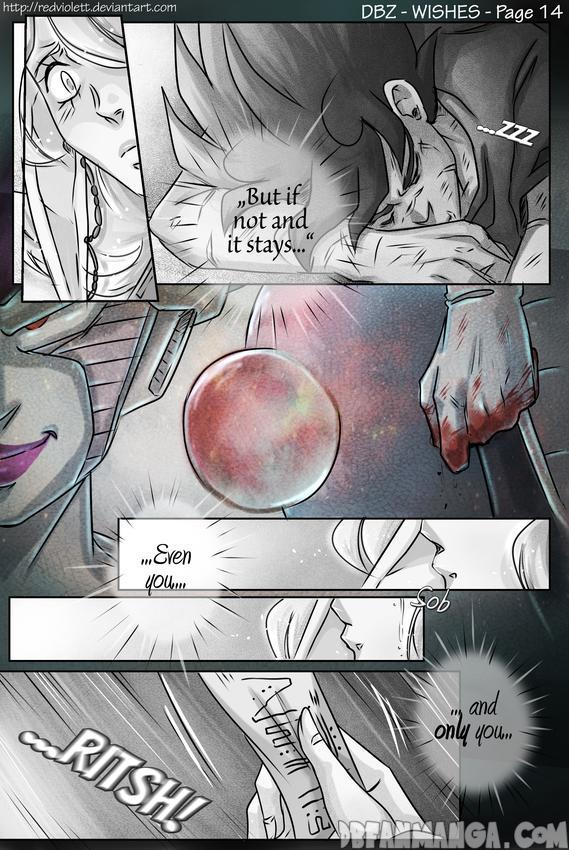 http://redviolett.deviantart.com
DBZ - WISHES - Page 14
...zzz
„But if
not and
it stays...“
...Even
you....
Sob
... and
only you...
...RITSH!
DBFANMANGA.COM